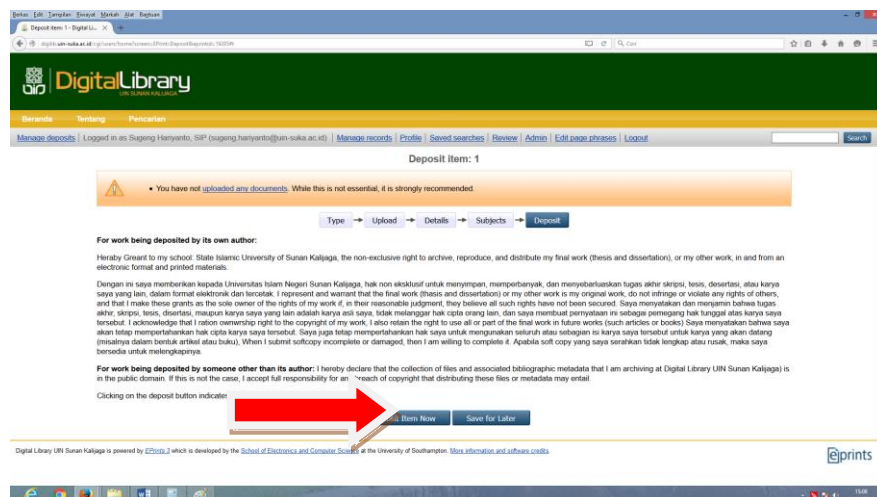 Berkas Edit Tampilan Riwayat Markah Alat Bantuan
Deposit item: 1 - Digital Li...
Cari
DigitalLibrary
UIN SUNAN KALIJAGA
Beranda Tentang Pencarian
Manage deposits | Logged in as Sugeng Hariyanto, SIP (sugeng.hariyanto@uin-suka.ac.id) | Manage records | Profile | Saved searches | Review | Admin | Edit page phrases | Logout Search
Deposit item: 1
• You have not uploaded any documents. While this is not essential, it is strongly recommended.
Type → Upload → Details → Subjects → Deposit
For work being deposited by its own author:
Heraby Greant to my school: State Islamic University of Sunan Kalijaga, the non-exclusive right to archive, reproduce, and distribute my final work (thesis and dissertation), or my other work, in and from an
electronic format and printed materials.
Dengan ini saya memberikan kepada Universitas Islam Negeri Sunan Kalijaga, hak non eksklusif untuk menyimpan, memperbanyak, dan menyebarluaskan tugas akhir skripsi, tesis, desertasi, atau karya
saya yang lain, dalam format elektronik dan tercetak. I represent and warrant that the final work (thasis and dissertation) or my other work is my original work, do not infringe or violate any rights of others,
and that I make these grants as the sole owner of the rights of my work if, in their reasonable judgment, they believe all such rights have not been secured. Saya menyatakan dan menjamin bahwa tugas
akhir, skripsi, tesis, disertasi, maupun karya saya yang lain adalah karya asli saya, tidak melanggar hak cipta orang lain, dan saya membuat pernyataan ini sebagai pemegang hak tunggal atas karya saya
tersebut. I acknowledge that I ration ownwrship right to the copyright of my work, I also retain the right to use all or part of the final work in future works (such articles or books) Saya menyatakan bahwa saya
akan tetap mempertahankan hak cipta karya saya tersebut. Saya juga tetap mempertahankan hak saya untuk mengunakan seluruh atau sebagian isi karya saya tersebut untuk karya yang akan datang
(misalnya dalam bentuk artikel atau buku), When I submit softcopy incomplete or damaged, then I am willing to complete it. Apabila soft copy yang saya serahkan tidak lengkap atau rusak, maka saya
bersedia untuk melengkapinya.
For work being deposited by someone other than its author: I hereby declare that the collection of files and associated bibliographic metadata that I am archiving at Digital Library UIN Sunan Kalijaga) is
in the public domain. If this is not the case, I accept full responsibility for any breach of copyright that distributing these files or metadata may entail.
Clicking on the deposit button indicates
Item Now Save for Later
Digital Library UIN Sunan Kalijaga is powered by EPrints 3 which is developed by the School of Electronics and Computer Science at the University of Southampton. More information and software credits.
eprints
15:08